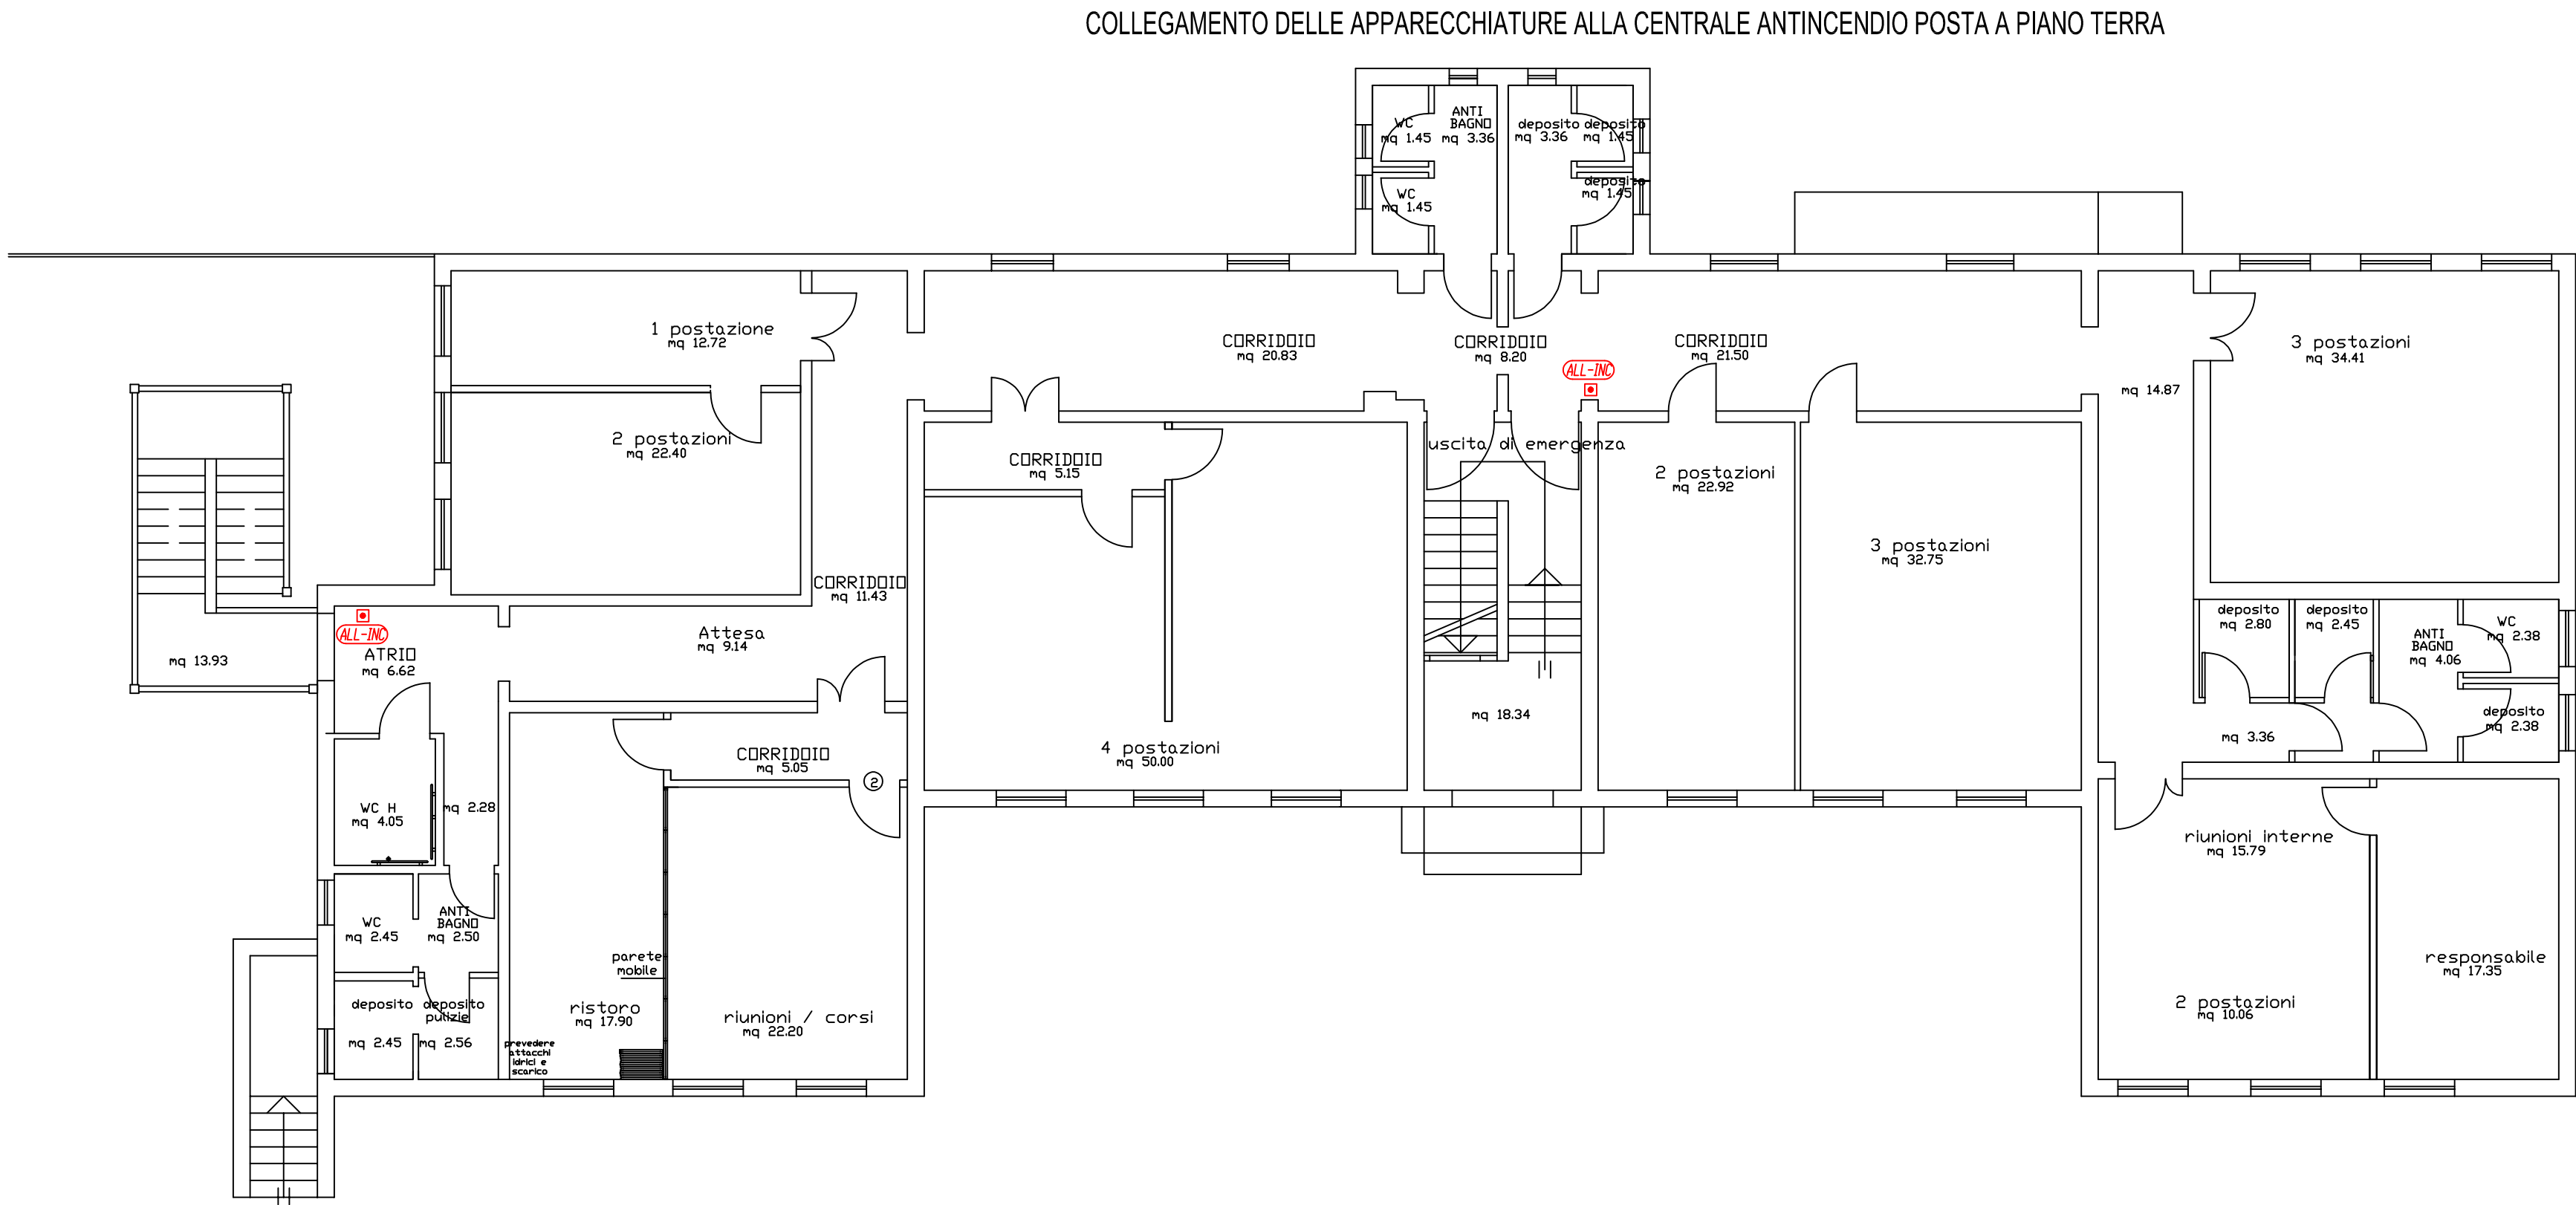 COLLEGAMENTO DELLE APPARECCHIATURE ALLA CENTRALE ANTINCENDIO POSTA A PIANO TERRA
WC
mq 1.45
ANTI
BAGNO
mq 3.36
deposito
mq 3.36
deposito
mq 1.45
WC
mq 1.45
deposito
mq 1.45
1 postazione
mq 12.72
CORRIDOIO
mq 20.83
CORRIDOIO
mq 8.20
CORRIDOIO
mq 21.50
3 postazioni
mq 34.41
ALL-INC
mq 14.87
2 postazioni
mq 22.40
CORRIDOIO
mq 5.15
uscita di emergenza
2 postazioni
mq 22.92
3 postazioni
mq 32.75
CORRIDOIO
mq 11.43
ALL-INC
ATRIO
mq 6.62
mq 13.93
Attesa
mq 9.14
deposito
mq 2.80
deposito
mq 2.45
ANTI
BAGNO
mq 4.06
WC
mq 2.38
deposito
mq 2.38
mq 3.36
mq 18.34
4 postazioni
mq 50.00
CORRIDOIO
mq 5.05
2
WC H
mq 4.05
mq 2.28
riunioni interne
mq 15.79
WC
mq 2.45
ANTI
BAGNO
mq 2.50
parete
mobile
responsabile
mq 17.35
deposito
mq 2.45
deposito
pulizie
mq 2.56
ristoro
mq 17.90
riunioni / corsi
mq 22.20
2 postazioni
mq 10.06
prevedere
attacchi
idrici e
scarico